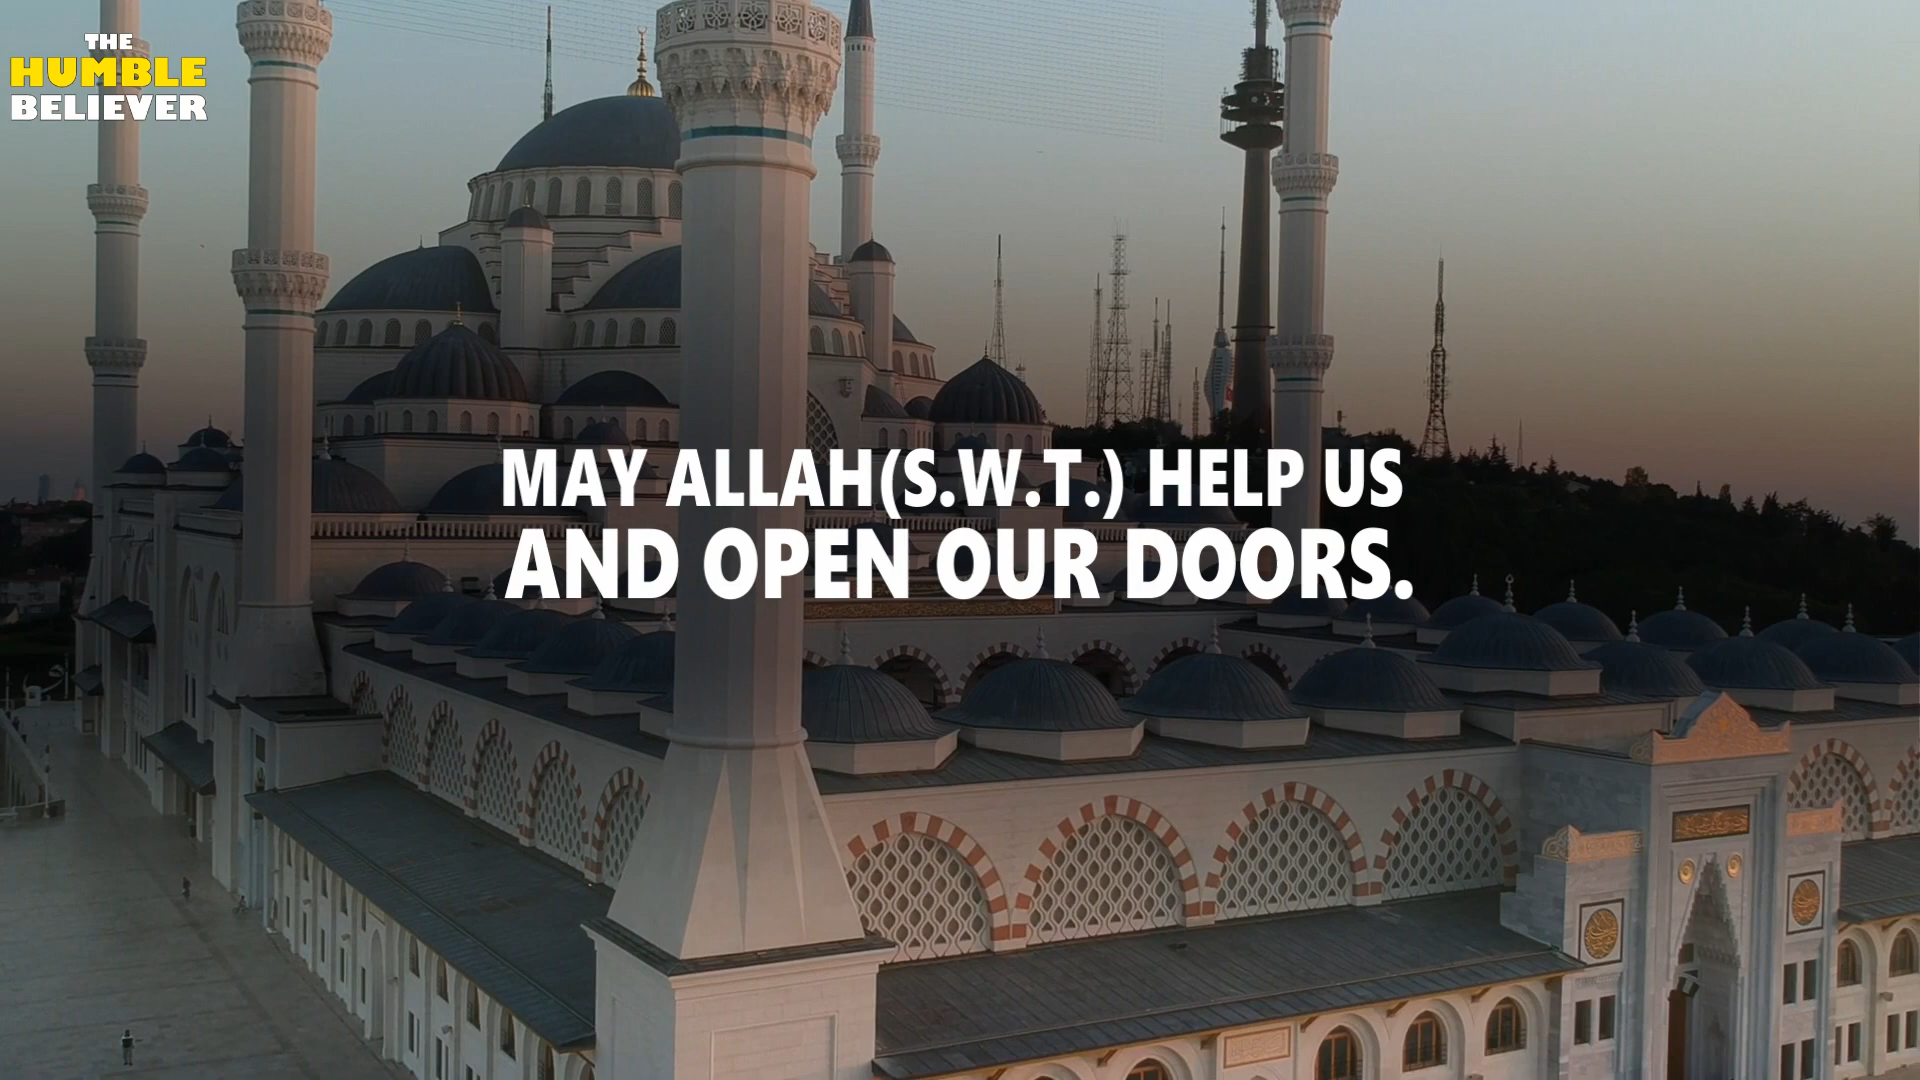 THE
HUMBLE
BELIEVER
MAY ALLAH(S.W.T.) HELP US
AND OPEN OUR DOORS.